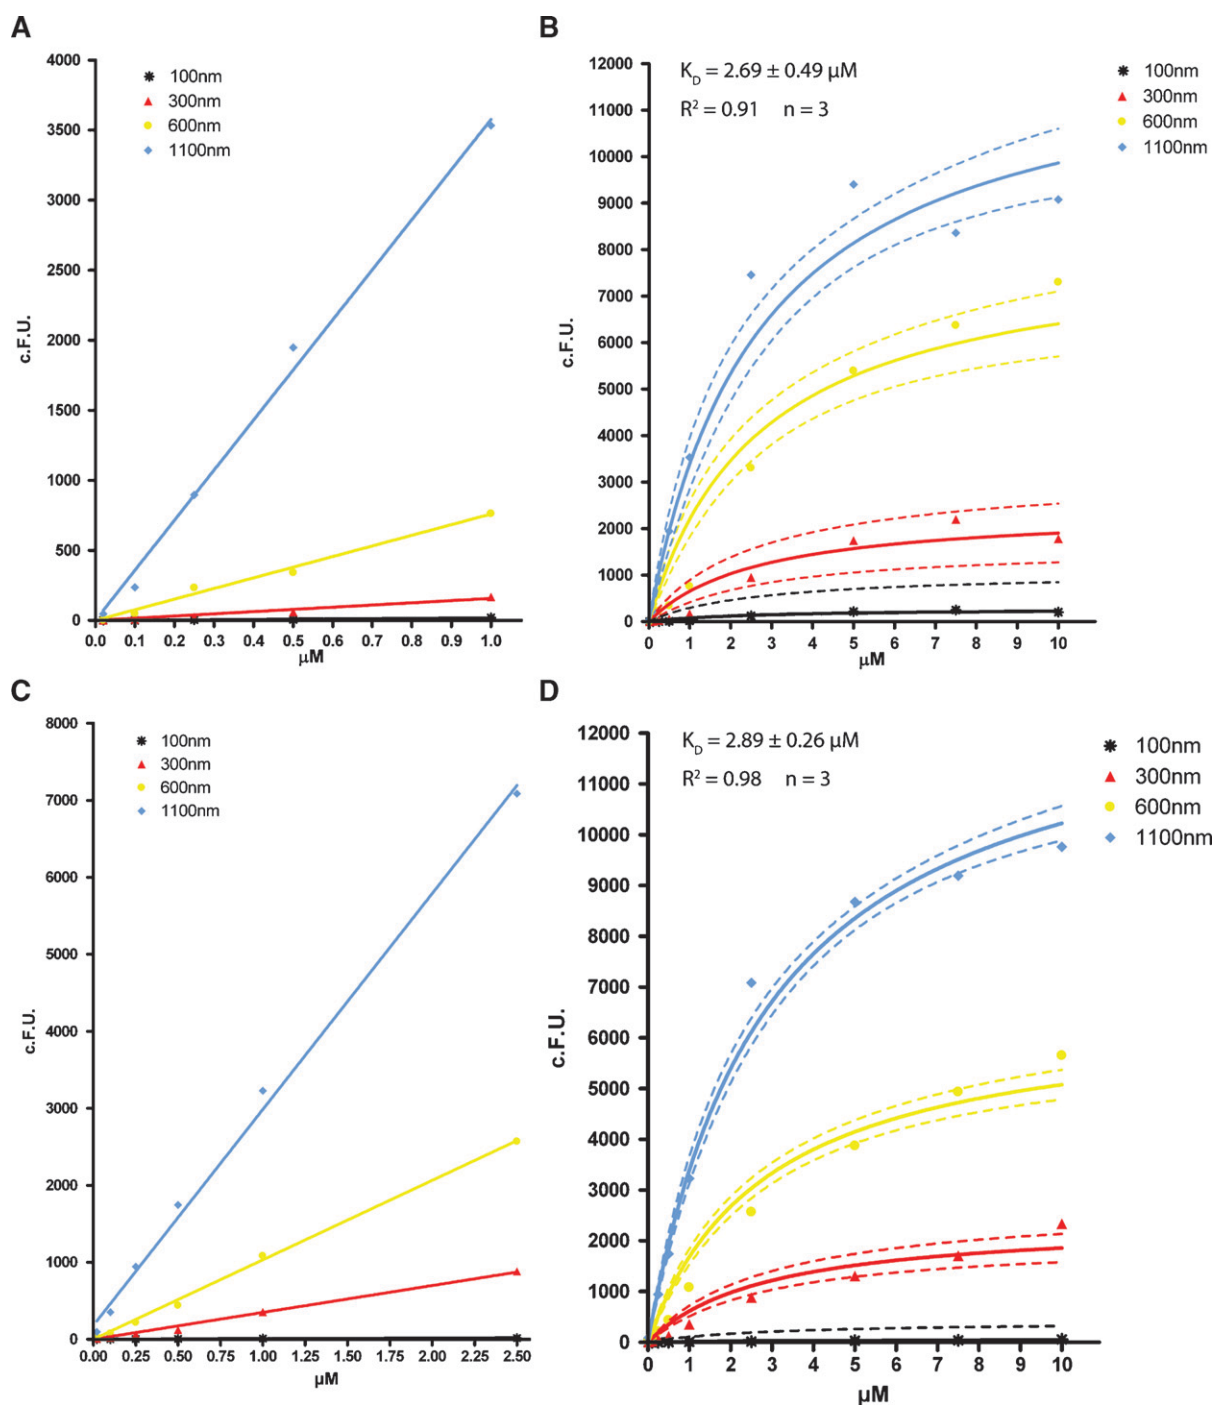 A
4000
3500
3000
2500
2000
1500
1000
500
0
c.F.U.
100nm
300nm
600nm
1100nm
0.0 0.1 0.2 0.3 0.4 0.5 0.6 0.7 0.8 0.9 1.0
µM
B
12000
11000
10000
9000
8000
7000
6000
5000
4000
3000
2000
1000
0
c.F.U.
K_D = 2.69 ± 0.49 µM
R² = 0.91 n = 3
100nm
300nm
600nm
1100nm
0 1 2 3 4 5 6 7 8 9 10
µM
C
8000
7000
6000
5000
4000
3000
2000
1000
0
c.F.U.
100nm
300nm
600nm
1100nm
0.00 0.25 0.50 0.75 1.00 1.25 1.50 1.75 2.00 2.25 2.50
µM
D
12000
11000
10000
9000
8000
7000
6000
5000
4000
3000
2000
1000
0
c.F.U.
K_D = 2.89 ± 0.26 µM
R² = 0.98 n = 3
100nm
300nm
600nm
1100nm
0 1 2 3 4 5 6 7 8 9 10
µM